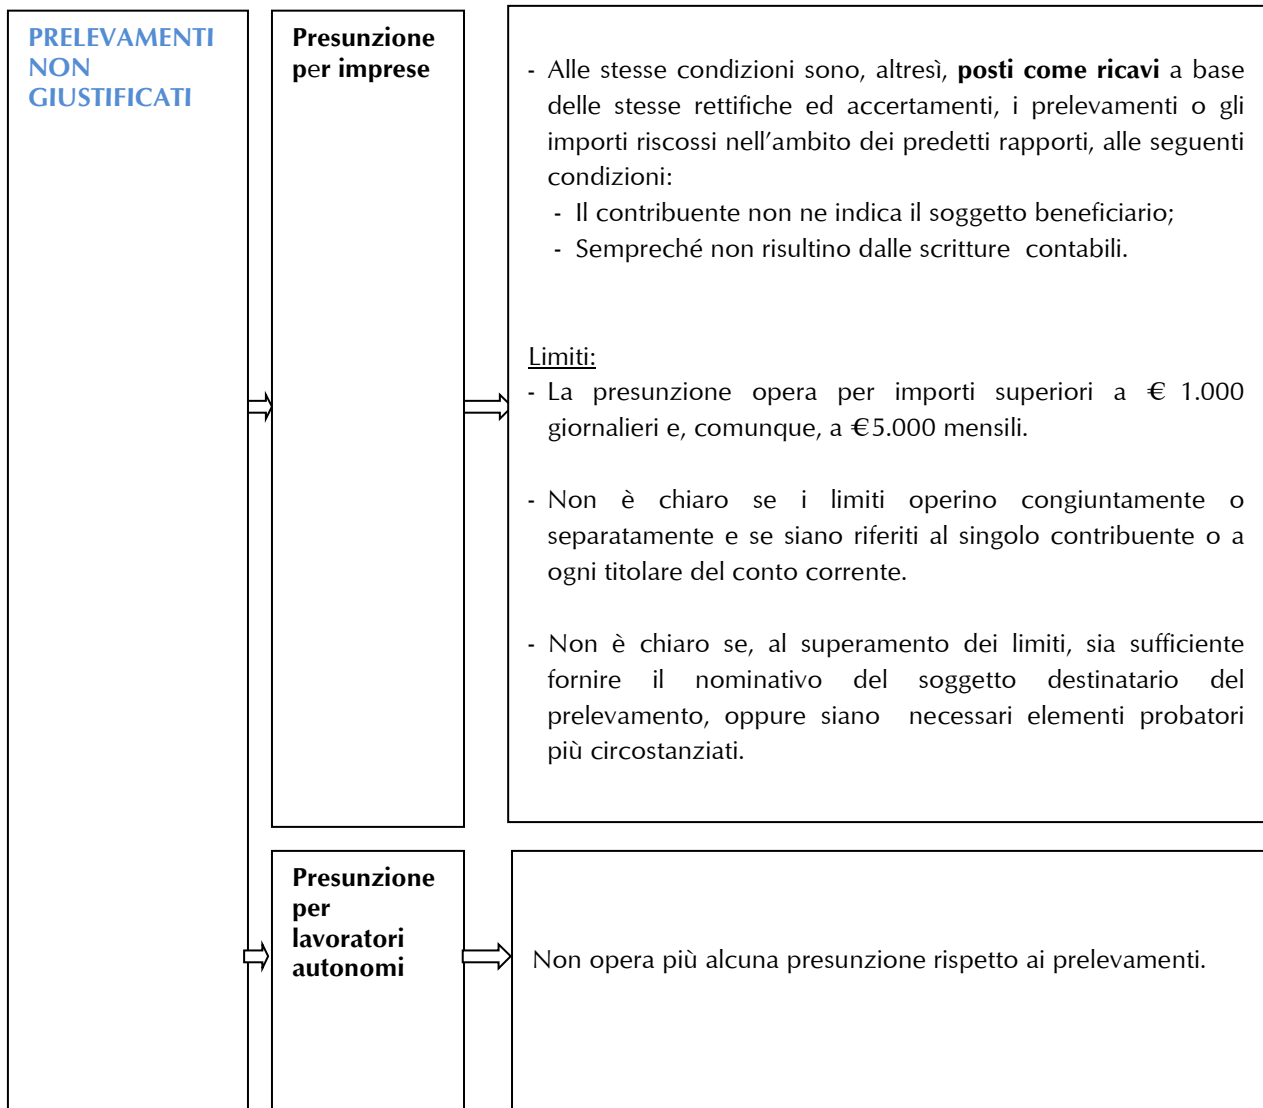 PRELEVAMENTI
NON
GIUSTIFICATI
Presunzione
per imprese
- Alle stesse condizioni sono, altresì, posti come ricavi a base
delle stesse rettifiche ed accertamenti, i prelevamenti o gli
importi riscossi nell’ambito dei predetti rapporti, alle seguenti
condizioni:
- Il contribuente non ne indica il soggetto beneficiario;
- Sempreché non risultino dalle scritture contabili.
Limiti:
- La presunzione opera per importi superiori a € 1.000
giornalieri e, comunque, a €5.000 mensili.
- Non è chiaro se i limiti operino congiuntamente o
separatamente e se siano riferiti al singolo contribuente o a
ogni titolare del conto corrente.
- Non è chiaro se, al superamento dei limiti, sia sufficiente
fornire il nominativo del soggetto destinatario del
prelevamento, oppure siano necessari elementi probatori
più circostanziati.
Presunzione
per
lavoratori
autonomi
Non opera più alcuna presunzione rispetto ai prelevamenti.